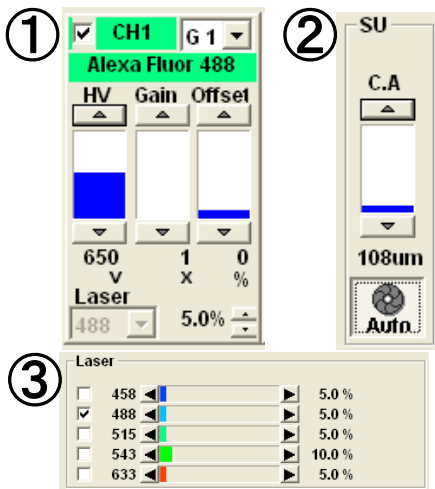 ①
CH1 G 1
Alexa Fluor 488
HV Gain Offset
650 1 0
V X %
Laser
488 5.0%
②
SU
C.A
108um
Auto
③
Laser
458 5.0 %
488 5.0 %
515 5.0 %
543 10.0 %
633 5.0 %